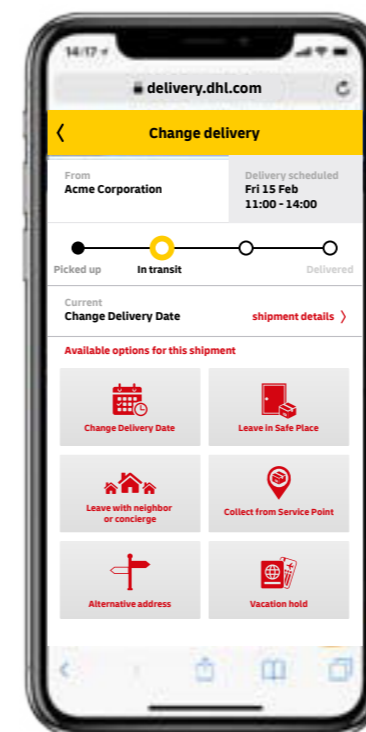 14:17
delivery.dhl.com
Change delivery
From
Acme Corporation
Delivery scheduled
Fri 15 Feb
11:00 - 14:00
Picked up
In transit
Delivered
Current
Change Delivery Date
shipment details
Available options for this shipment
Change Delivery Date
Leave in Safe Place
Leave with neighbor
or concierge
Collect from Service Point
Alternative address
Vacation hold